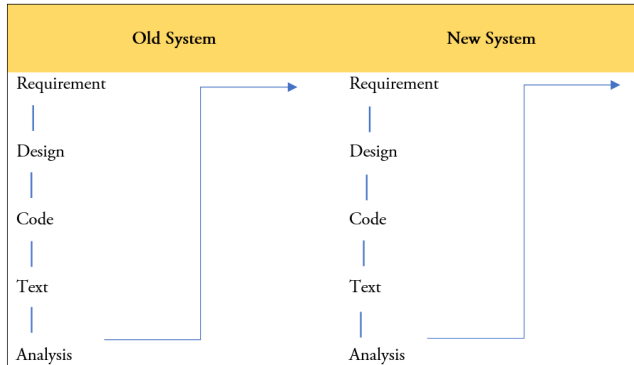 Old System New System
Requirement Requirement
Design Design
Code Code
Text Text
Analysis Analysis